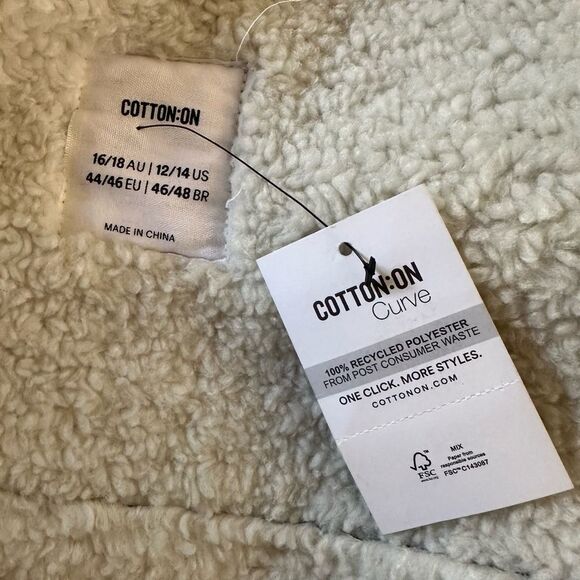 COTTON:ON
16/18 AU | 12/14 US
44/46 EU | 46/48 BR
MADE IN CHINA
COTTON:ON
Curve
100% RECYCLED POLYESTER
FROM POST CONSUMER WASTE
ONE CLICK. MORE STYLES.
COTTONON.COM
FSC
MIX
Paper from
responsible sources
FSC™ C143087